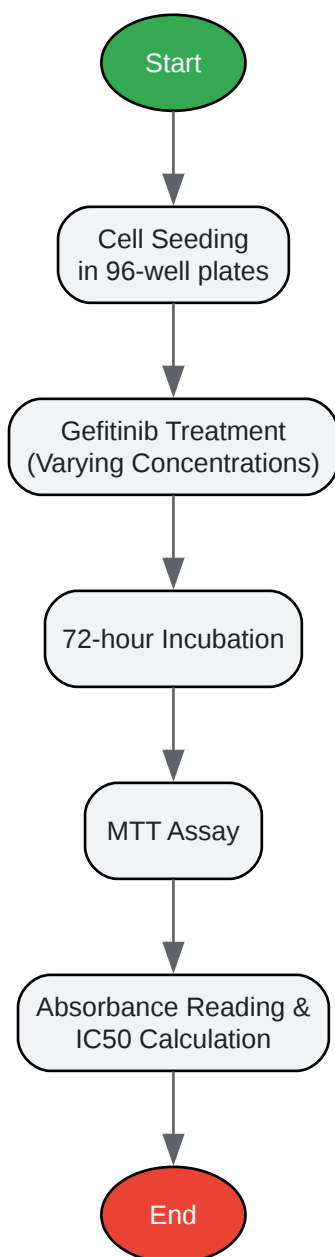 Start
Cell Seeding
in 96-well plates
Gefitinib Treatment
(Varying Concentrations)
72-hour Incubation
MTT Assay
Absorbance Reading &
IC50 Calculation
End